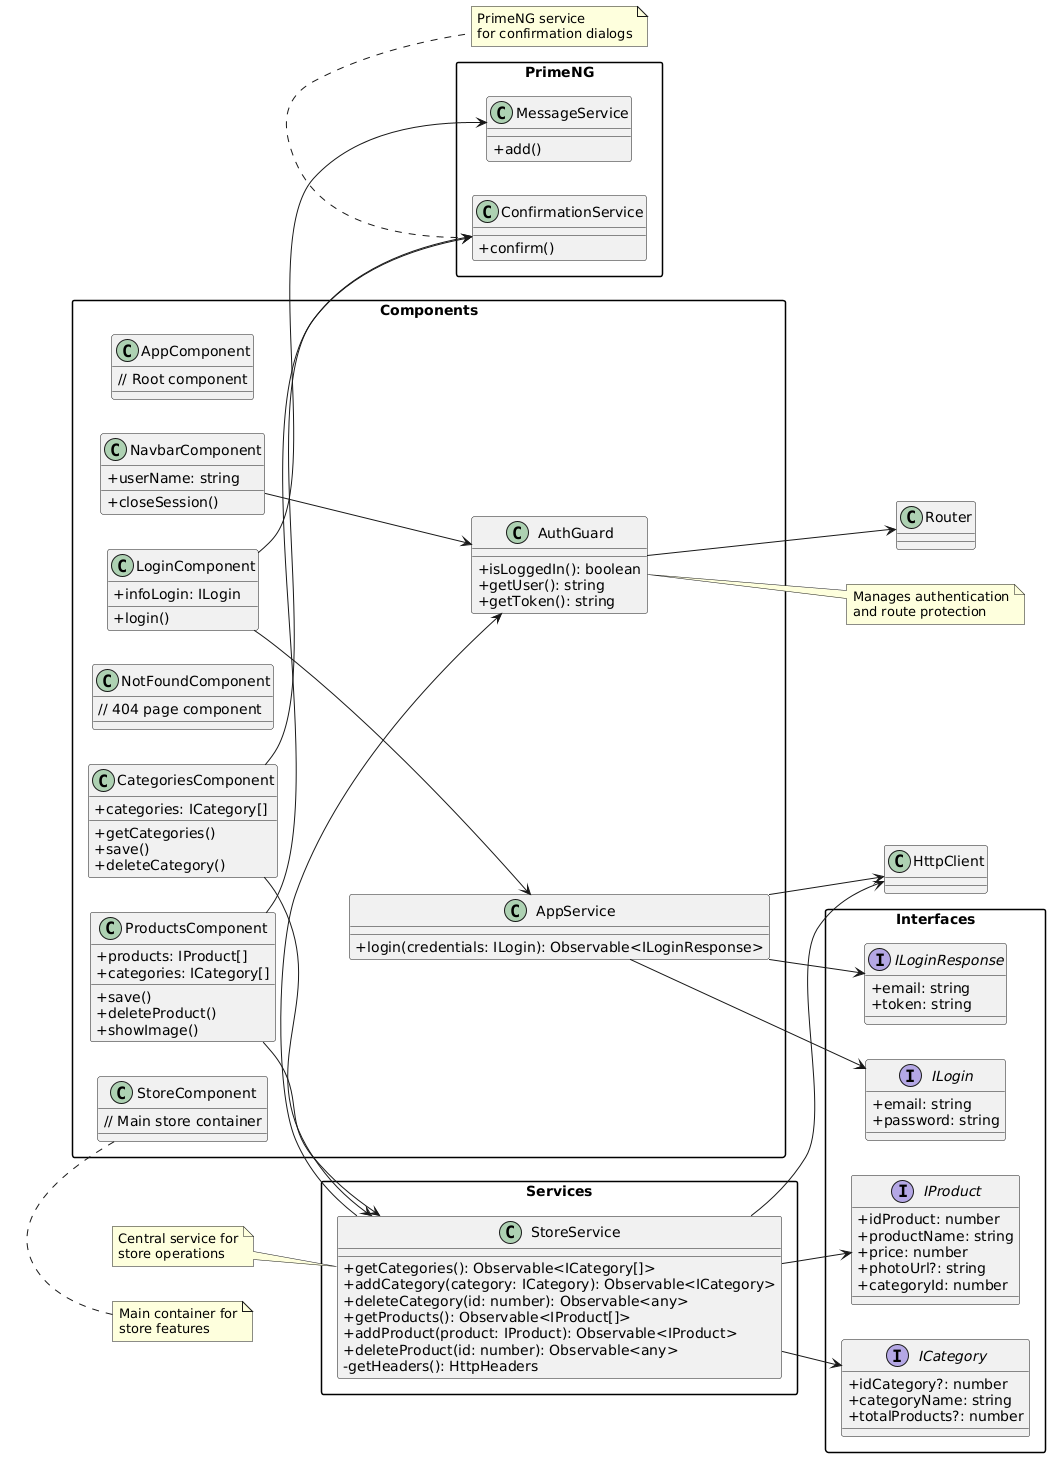 PrimeNG service
for confirmation dialogs
PrimeNG
C MessageService
+add()
C ConfirmationService
+confirm()
Components
C AppComponent
// Root component
C NavbarComponent
+userName: string
+closeSession()
C LoginComponent
+infoLogin: ILogin
+login()
C NotFoundComponent
// 404 page component
C CategoriesComponent
+categories: ICategory[]
+getCategories()
+save()
+deleteCategory()
C ProductsComponent
+products: IProduct[]
+categories: ICategory[]
+save()
+deleteProduct()
+showImage()
C StoreComponent
// Main store container
C AuthGuard
+isLoggedIn(): boolean
+getUser(): string
+getToken(): string
C AppService
+login(credentials: ILogin): Observable<ILoginResponse>
C Router
Manages authentication
and route protection
C HttpClient
Interfaces
I ILoginResponse
+email: string
+token: string
I ILogin
+email: string
+password: string
I IProduct
+idProduct: number
+productName: string
+price: number
+photoUrl?: string
+categoryId: number
I ICategory
+idCategory?: number
+categoryName: string
+totalProducts?: number
Services
C StoreService
+getCategories(): Observable<ICategory[]>
+addCategory(category: ICategory): Observable<ICategory>
+deleteCategory(id: number): Observable<any>
+getProducts(): Observable<IProduct[]>
+addProduct(product: IProduct): Observable<IProduct>
+deleteProduct(id: number): Observable<any>
-getHeaders(): HttpHeaders
Central service for
store operations
Main container for
store features